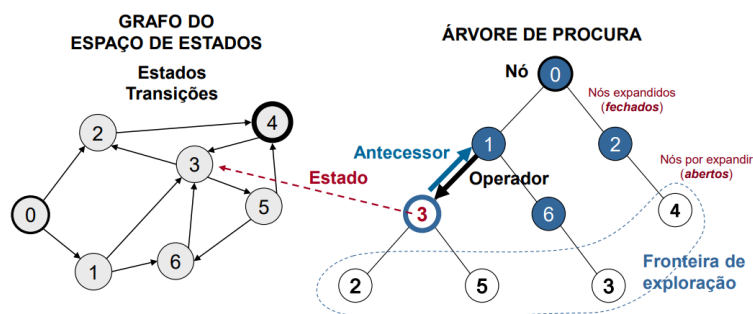 GRAFO DO
ESPAÇO DE ESTADOS
Estados
Transições
0
1
2
3
4
5
6
ÁRVORE DE PROCURA
Nó
0
Nós expandidos
(fechados)
Antecessor
1
2
Operador
Nós por expandir
(abertos)
Estado
3
6
4
2
5
3
Fronteira de
exploração